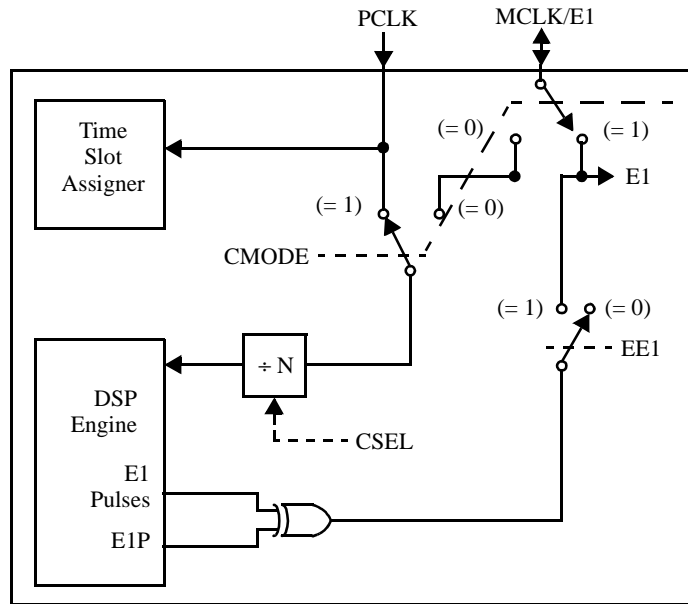 PCLK
MCLK/E1
Time
Slot
Assigner
(= 0)
(= 1)
E1
(= 1)
(= 0)
CMODE
(= 1)
(= 0)
EE1
÷ N
DSP
Engine
CSEL
E1
Pulses
E1P